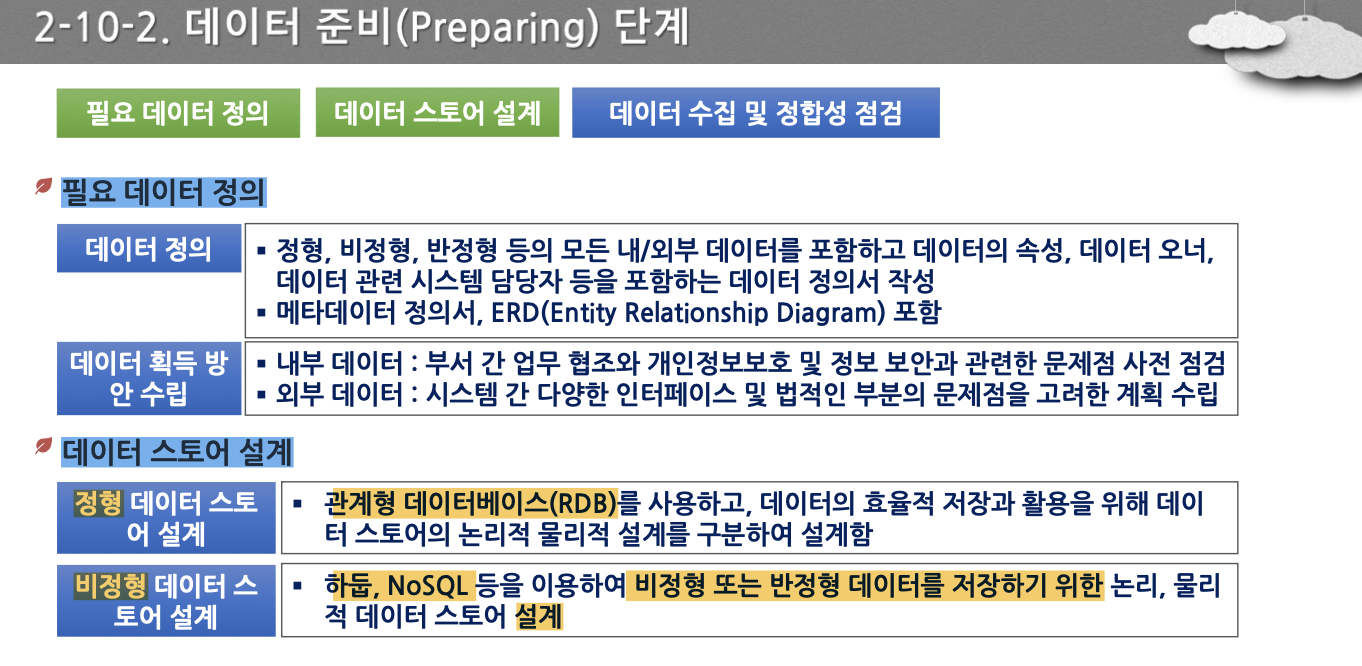 2-10-2. 데이터 준비(Preparing) 단계
필요 데이터 정의
데이터 스토어 설계
데이터 수집 및 정합성 점검
필요 데이터 정의
데이터 정의
▪ 정형, 비정형, 반정형 등의 모든 내/외부 데이터를 포함하고 데이터의 속성, 데이터 오너,
데이터 관련 시스템 담당자 등을 포함하는 데이터 정의서 작성
▪ 메타데이터 정의서, ERD(Entity Relationship Diagram) 포함
데이터 획득 방
안 수립
▪ 내부 데이터 : 부서 간 업무 협조와 개인정보보호 및 정보 보안과 관련한 문제점 사전 점검
▪ 외부 데이터 : 시스템 간 다양한 인터페이스 및 법적인 부분의 문제점을 고려한 계획 수립
데이터 스토어 설계
정형 데이터 스토
어 설계
▪ 관계형 데이터베이스(RDB)를 사용하고, 데이터의 효율적 저장과 활용을 위해 데이
터 스토어의 논리적 물리적 설계를 구분하여 설계함
비정형 데이터 스
토어 설계
▪ 하둡, NoSQL 등을 이용하여 비정형 또는 반정형 데이터를 저장하기 위한 논리, 물리
적 데이터 스토어 설계